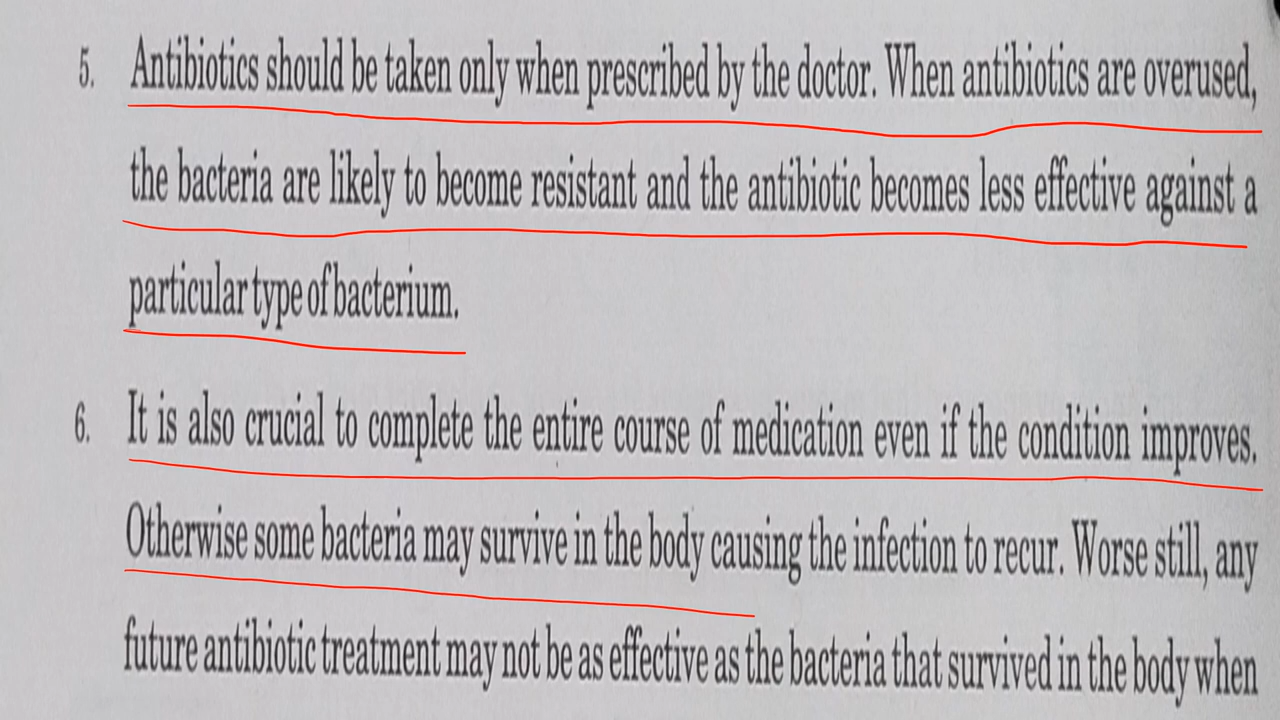 5. Antibiotics should be taken only when prescribed by the doctor. When antibiotics are overused,
the bacteria are likely to become resistant and the antibiotic becomes less effective against a
particular type of bacterium.
6. It is also crucial to complete the entire course of medication even if the condition improves.
Otherwise some bacteria may survive in the body causing the infection to recur. Worse still, any
future antibiotic treatment may not be as effective as the bacteria that survived in the body when